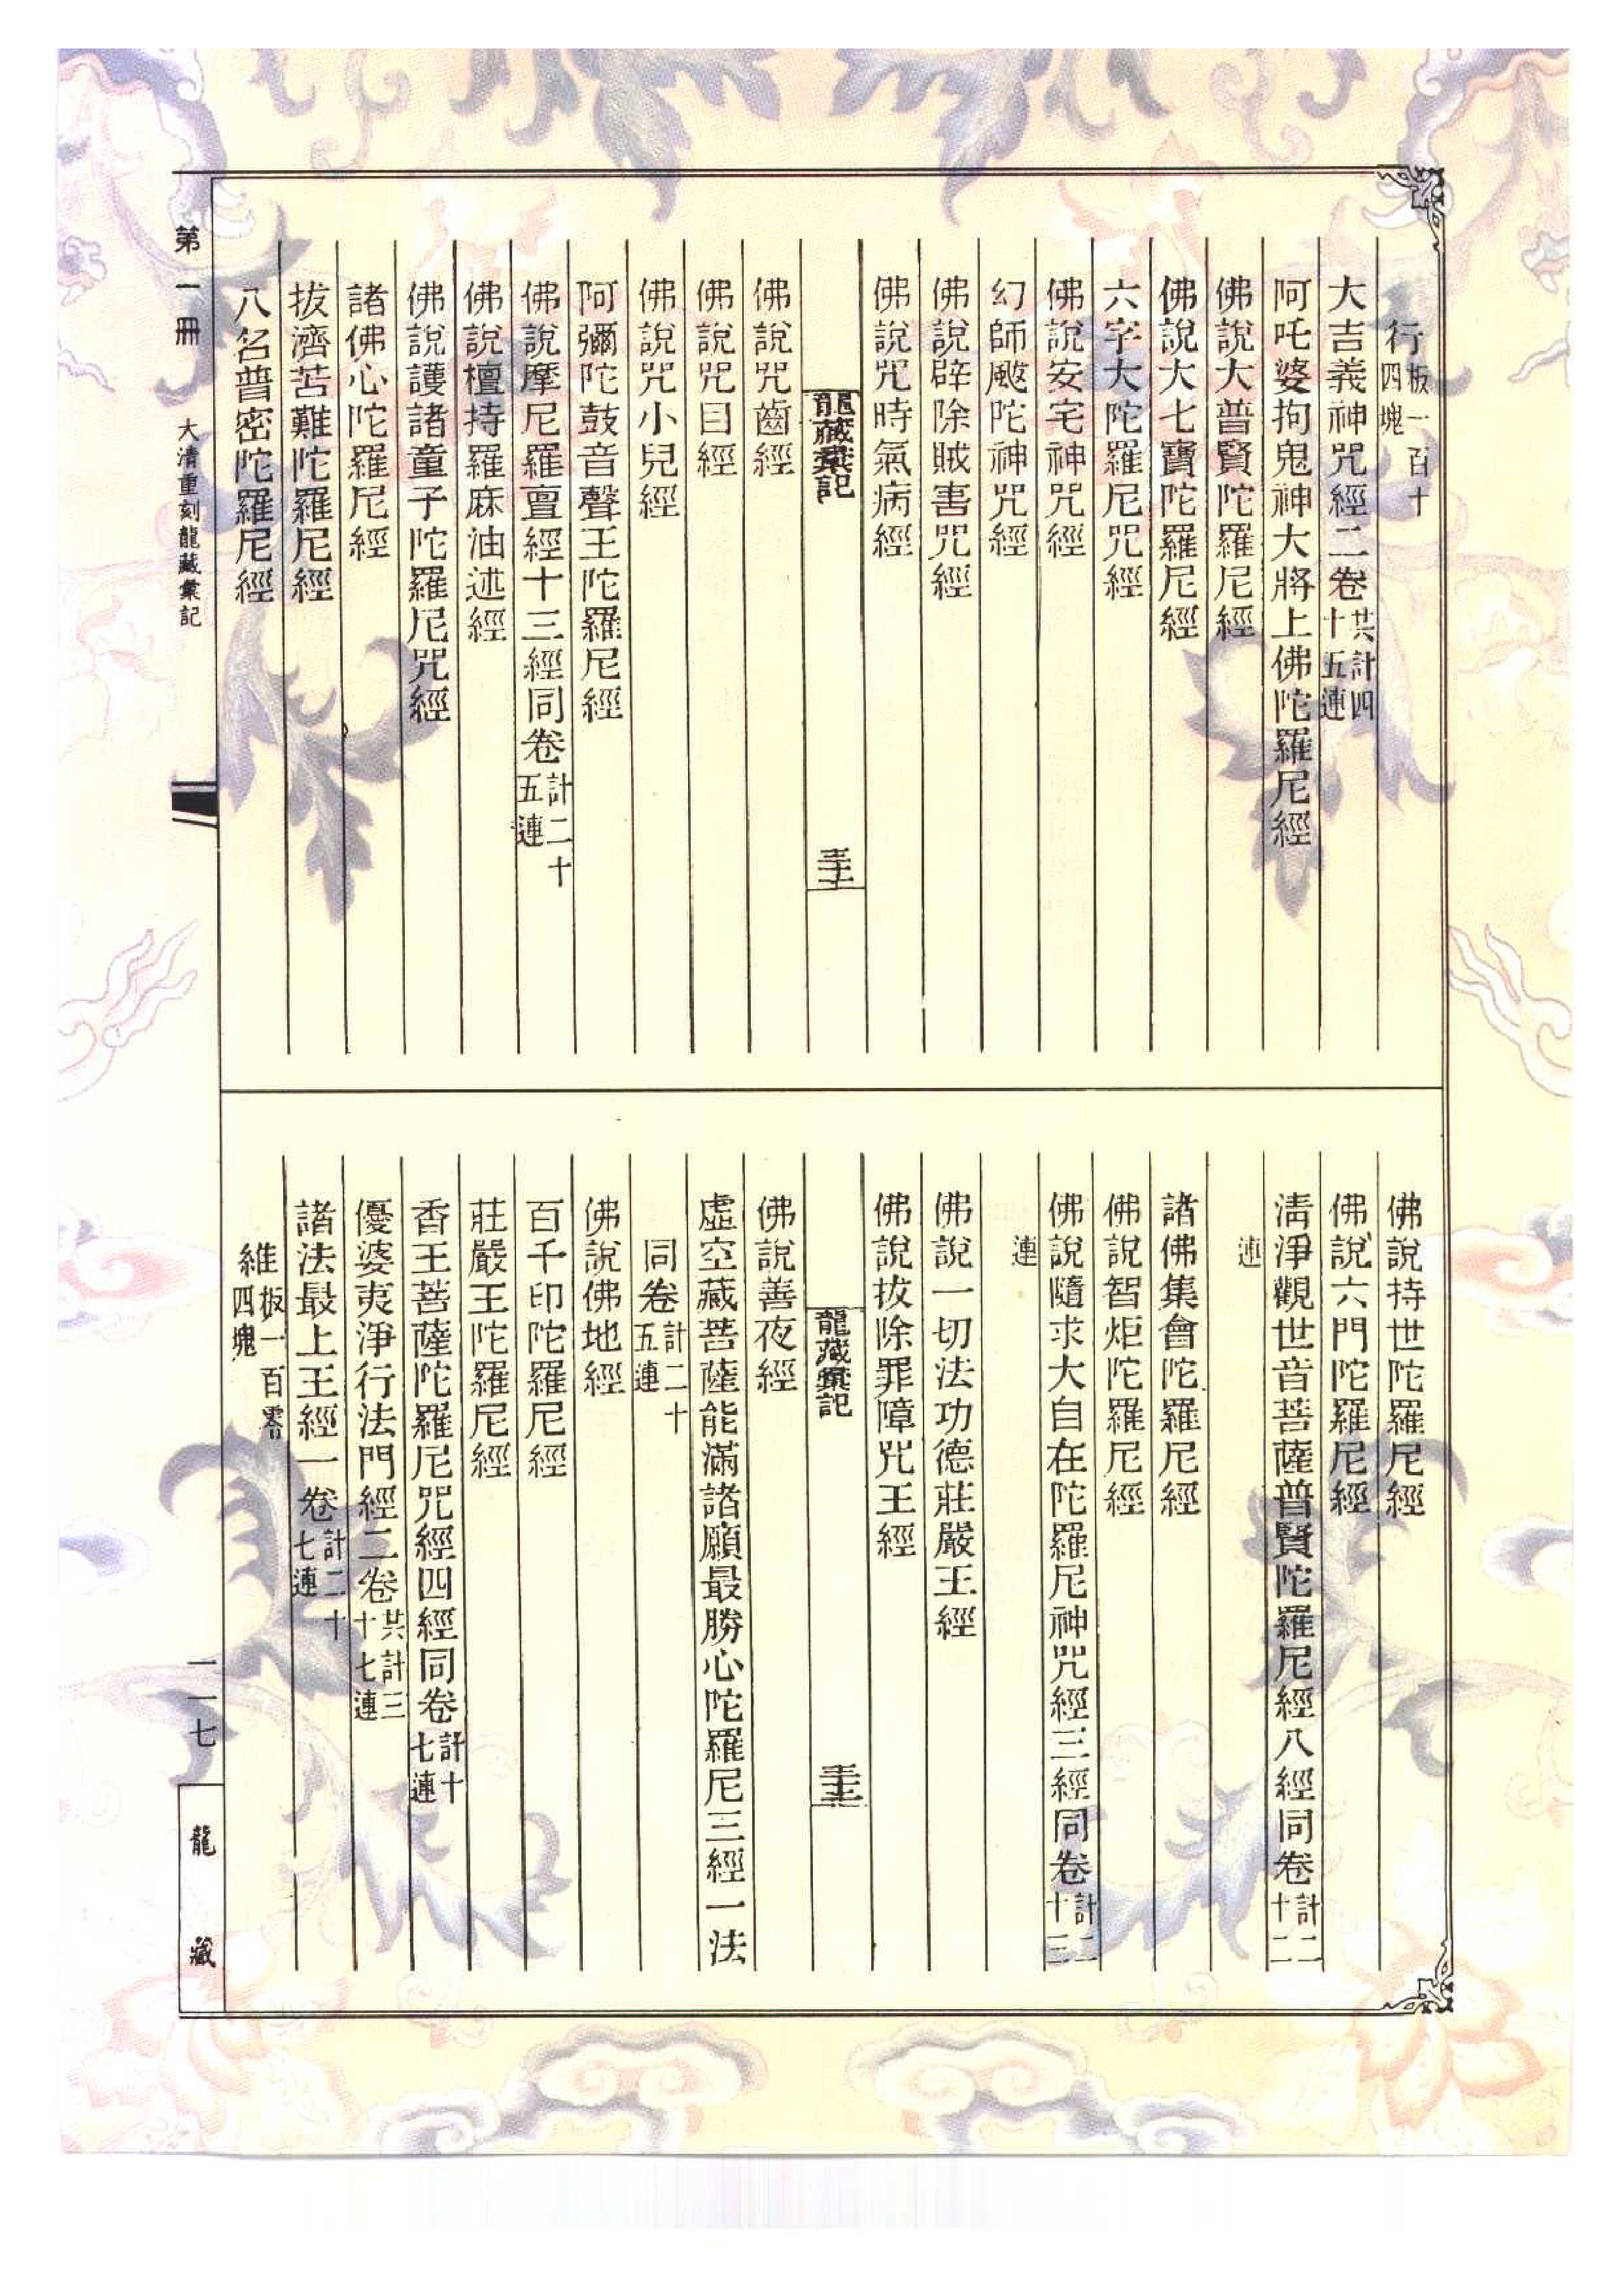 行板一百十四塊
大吉義神咒經二卷共計四十五連
阿吒婆拘鬼神大將上佛陀羅尼經
佛說大普賢陀羅尼經
佛說大七寶陀羅尼經
六字大陀羅尼咒經
佛說安宅神咒經
幻師颰陀神咒經
佛說辟除賊害咒經
佛說咒時氣病經
龍藏彙記
佛說咒齒經
佛說咒目經
佛說咒小兒經
阿彌陀鼓音聲王陀羅尼經
佛說摩尼羅亶經十三經同卷計二十五連
佛說檀持羅麻油述經
佛說護諸童子陀羅尼咒經
諸佛心陀羅尼經
拔濟苦難陀羅尼經
八名普密陀羅尼經
佛說持世陀羅尼經
佛說六門陀羅尼經
清淨觀世音菩薩普賢陀羅尼經八經同卷計二十二
連
諸佛集會陀羅尼經
佛說智炬陀羅尼經
佛說隨求大自在陀羅尼神咒經三經同卷計二十三
連
佛說一切法功德莊嚴王經
佛說拔除罪障咒王經
龍藏彙記
佛說善夜經
虛空藏菩薩能滿諸願最勝心陀羅尼三經一法
同卷計二十五連
佛說佛地經
百千印陀羅尼經
莊嚴王陀羅尼經
香王菩薩陀羅尼咒經四經同卷計十七連
優婆夷淨行法門經二卷共計三十七連
諸法最上王經一卷計二十七連
維板一百零四塊
第一冊
大清重刻龍藏彙記
一一七
龍藏